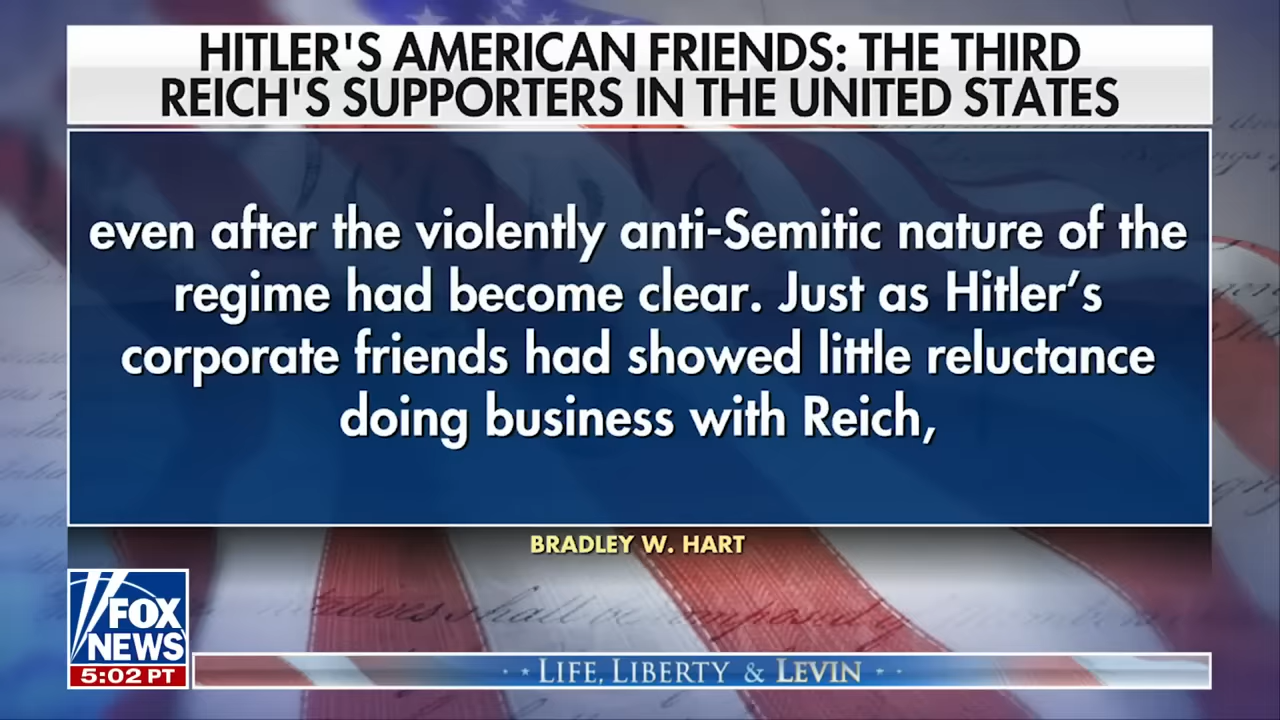 HITLER'S AMERICAN FRIENDS: THE THIRD
REICH'S SUPPORTERS IN THE UNITED STATES
even after the violently anti-Semitic nature of the
regime had become clear. Just as Hitler’s
corporate friends had showed little reluctance
doing business with Reich,
BRADLEY W. HART
FOX
NEWS
5:02 PT
LIFE, LIBERTY & LEVIN